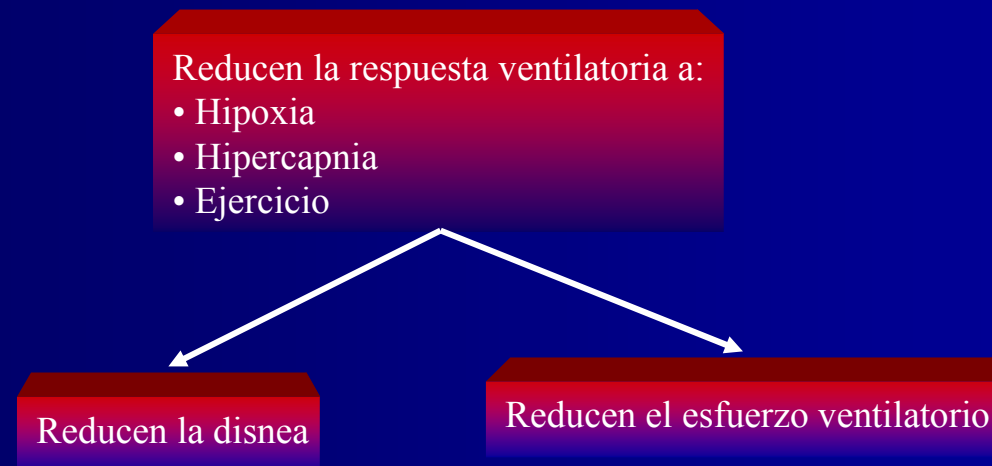 Reducen la respuesta ventilatoria a:
• Hipoxia
• Hipercapnia
• Ejercicio
Reducen la disnea
Reducen el esfuerzo ventilatorio